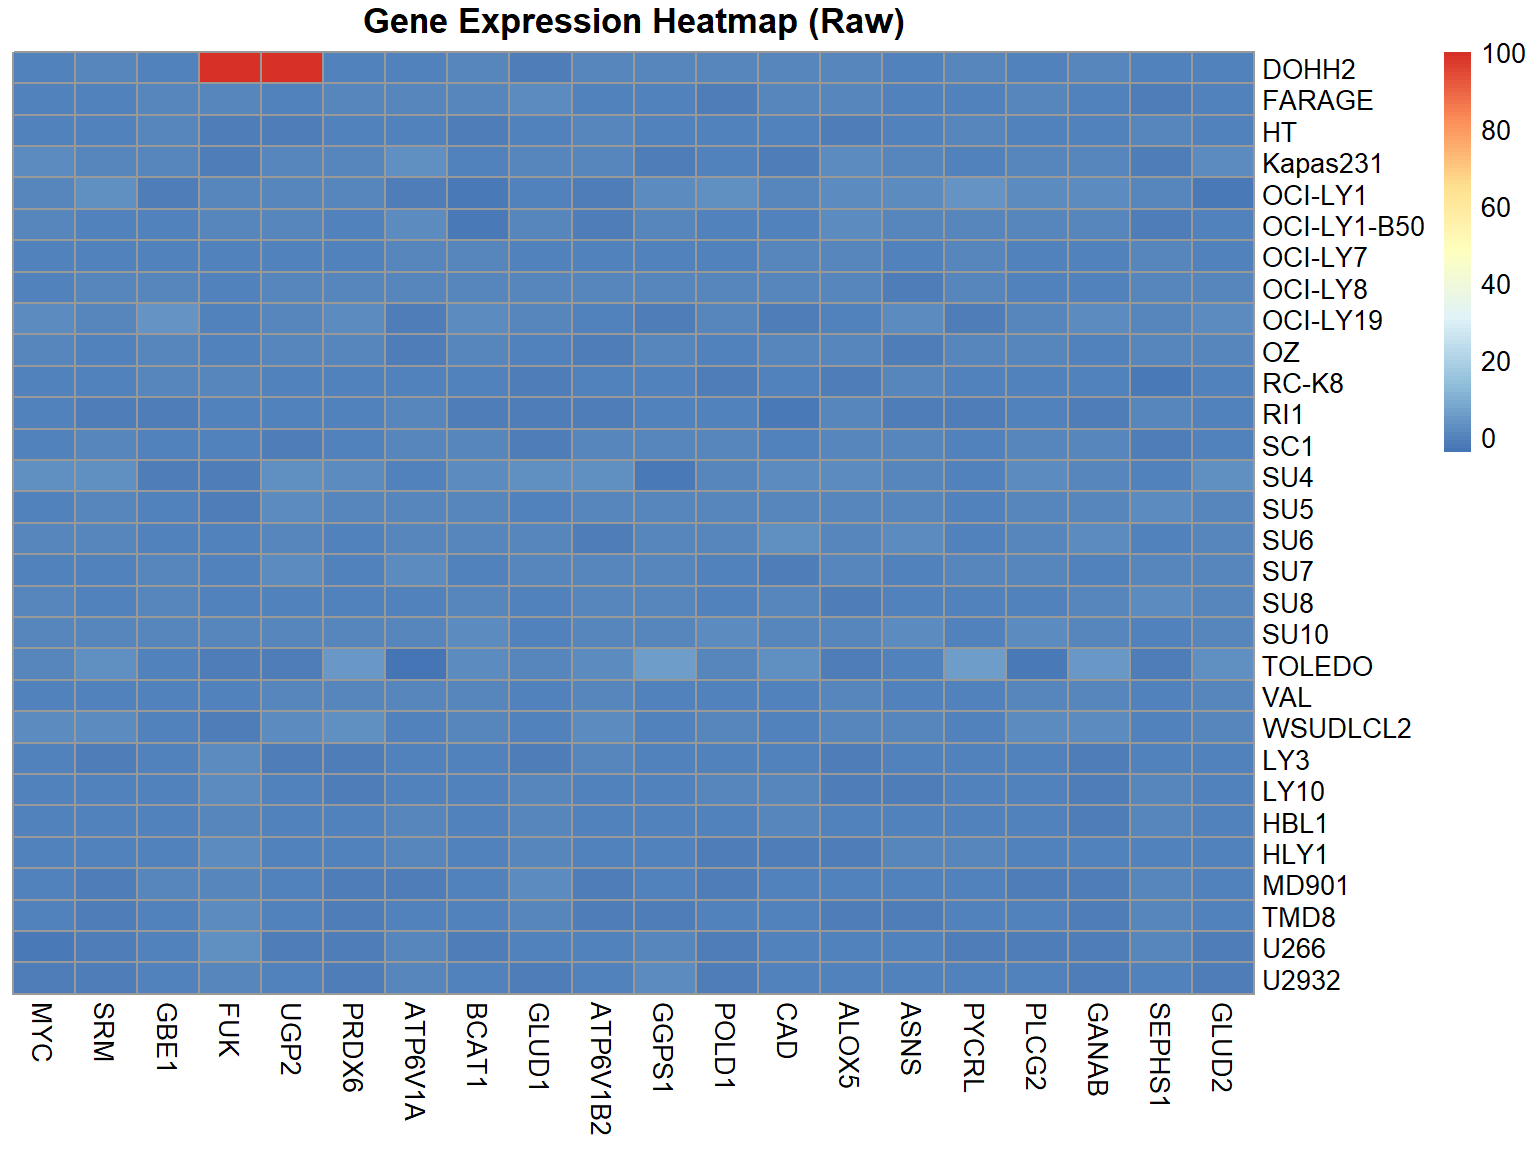 Gene Expression Heatmap (Raw)
DOHH2
FARAGE
HT
Kapas231
OCI-LY1
OCI-LY1-B50
OCI-LY7
OCI-LY8
OCI-LY19
OZ
RC-K8
RI1
SC1
SU4
SU5
SU6
SU7
SU8
SU10
TOLEDO
VAL
WSUDLCL2
LY3
LY10
HBL1
HLY1
MD901
TMD8
U266
U2932
100
80
60
40
20
0
MYC
SRM
GBE1
FUK
UGP2
PRDX6
ATP6V1A
BCAT1
GLUD1
ATP6V1B2
GGPS1
POLD1
CAD
ALOX5
ASNS
PYCRL
PLCG2
GANAB
SEPHS1
GLUD2